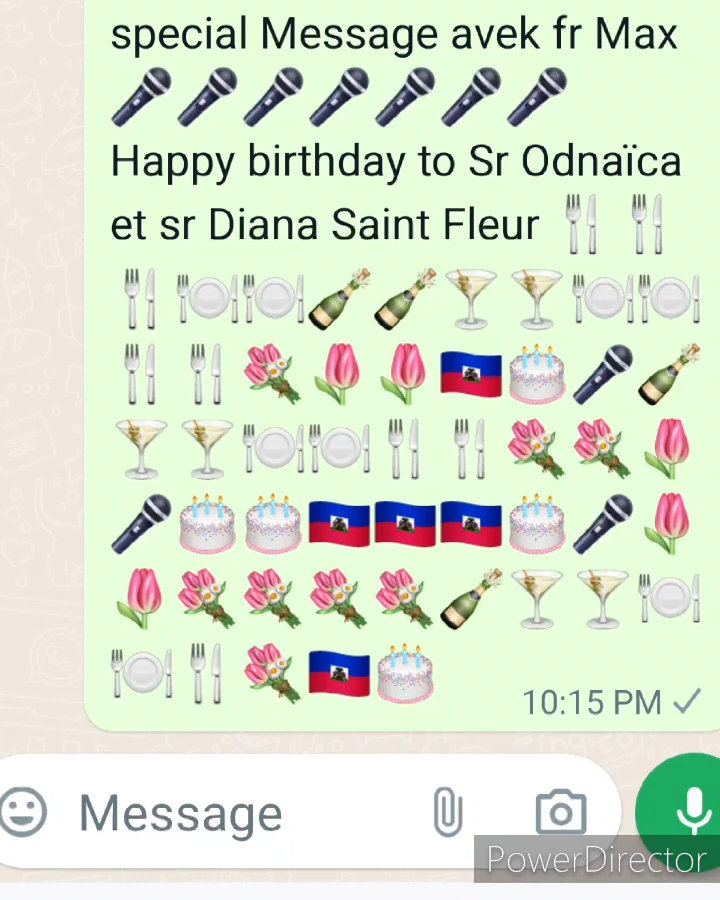 special Message avek fr Max
🎤🎤🎤🎤🎤🎤🎤
Happy birthday to Sr Odnaïca
et sr Diana Saint Fleur 🍴🍴
🍴🍽️🍽️🍾🍾🍸🍸🍽️🍽️
🍴🍴💐🌷🌷🇭🇹🎂🎤🍾
🍸🍸🍽️🍽️🍴🍴💐💐🌷
🎤🎂🎂🇭🇹🇭🇹🇭🇹🎂🎤🌷
🌷💐💐💐💐🍾🍸🍸🍽️
🍽️🍴💐🇭🇹🎂
10:15 PM ✓
Message
PowerDirector